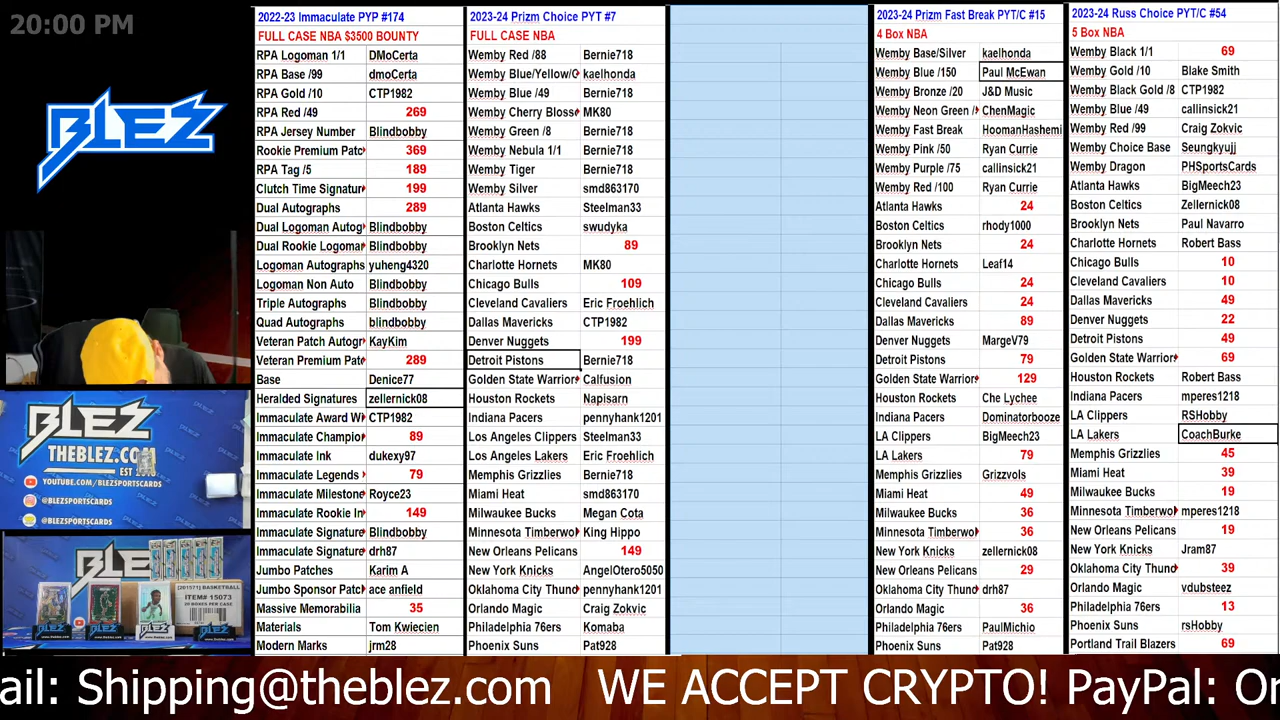 20:00 PM
BLEZ
BLEZ
THEBLEZ.CO
EST
YOUTUBE.COM/BLEZSPORTSCARDS
@BLEZSPORTSCARDS
@BLEZSPORTSCARDS
[201571] BASKETBALL
ITEM# 15073
20 BOXES PER CASE
2022-23 Immaculate PYP #174
FULL CASE NBA $3500 BOUNTY
RPA Logoman 1/1 DMoCerta
RPA Base /99 dmoCerta
RPA Gold /10 CTP1982
RPA Red /49 269
RPA Jersey Number Blindbobby
Rookie Premium Patc 369
RPA Tag /5 189
Clutch Time Signatur 199
Dual Autographs 289
Dual Logoman Autog Blindbobby
Dual Rookie Logoma Blindbobby
Logoman Autographs yuheng4320
Logoman Non Auto Blindbobby
Triple Autographs Blindbobby
Quad Autographs blindbobby
Veteran Patch Autogr KayKim
Veteran Premium Pat 289
Base Denice77
Heralded Signatures zellernick08
Immaculate Award W CTP1982
Immaculate Champio 89
Immaculate Ink dukexy97
Immaculate Legends 79
Immaculate Mileston Royce23
Immaculate Rookie In 149
Immaculate Signatur Blindbobby
Immaculate Signatur drh87
Jumbo Patches Karim A
Jumbo Sponsor Patc ace anfield
Massive Memorabilia 35
Materials Tom Kwiecien
Modern Marks jrm28
2023-24 Prizm Choice PYT #7
FULL CASE NBA
Wemby Red /88 Bernie718
Wemby Blue/Yellow/G kaelhonda
Wemby Blue /49 Bernie718
Wemby Cherry Bloss MK80
Wemby Green /8 Bernie718
Wemby Nebula 1/1 Bernie718
Wemby Tiger Bernie718
Wemby Silver smd863170
Atlanta Hawks Steelman33
Boston Celtics swudyka
Brooklyn Nets 89
Charlotte Hornets MK80
Chicago Bulls 109
Cleveland Cavaliers Eric Froehlich
Dallas Mavericks CTP1982
Denver Nuggets 199
Detroit Pistons Bernie718
Golden State Warrior Calfusion
Houston Rockets Napisarn
Indiana Pacers pennyhank1201
Los Angeles Clippers Steelman33
Los Angeles Lakers Eric Froehlich
Memphis Grizzlies Bernie718
Miami Heat smd863170
Milwaukee Bucks Megan Cota
Minnesota Timberwo King Hippo
New Orleans Pelicans 149
New York Knicks AngelOtero5050
Oklahoma City Thun pennyhank1201
Orlando Magic Craig Zokvic
Philadelphia 76ers Komaba
Phoenix Suns Pat928
2023-24 Prizm Fast Break PYT/C #15
4 Box NBA
Wemby Base/Silver kaelhonda
Wemby Blue /150 Paul McEwan
Wemby Bronze /20 J&D Music
Wemby Neon Green / ChenMagic
Wemby Fast Break HoomanHashemi
Wemby Pink /50 Ryan Currie
Wemby Purple /75 callinsick21
Wemby Red /100 Ryan Currie
Atlanta Hawks 24
Boston Celtics rhody1000
Brooklyn Nets 24
Charlotte Hornets Leaf14
Chicago Bulls 24
Cleveland Cavaliers 24
Dallas Mavericks 89
Denver Nuggets MargeV79
Detroit Pistons 79
Golden State Warrior 129
Houston Rockets Che Lychee
Indiana Pacers Dominatorbooze
LA Clippers BigMeech23
LA Lakers 79
Memphis Grizzlies Grizzvols
Miami Heat 49
Milwaukee Bucks 36
Minnesota Timberwo 36
New York Knicks zellernick08
New Orleans Pelicans 29
Oklahoma City Thun drh87
Orlando Magic 36
Philadelphia 76ers PaulMichio
Phoenix Suns Pat928
2023-24 Russ Choice PYT/C #54
5 Box NBA
Wemby Black 1/1 69
Wemby Gold /10 Blake Smith
Wemby Black Gold /8 CTP1982
Wemby Blue /49 callinsick21
Wemby Red /99 Craig Zokvic
Wemby Choice Base Seungkyujj
Wemby Dragon PHSportsCards
Atlanta Hawks BigMeech23
Boston Celtics Zellernick08
Brooklyn Nets Paul Navarro
Charlotte Hornets Robert Bass
Chicago Bulls 10
Cleveland Cavaliers 10
Dallas Mavericks 49
Denver Nuggets 22
Detroit Pistons 49
Golden State Warrior 69
Houston Rockets Robert Bass
Indiana Pacers mperes1218
LA Clippers RSHobby
LA Lakers CoachBurke
Memphis Grizzlies 45
Miami Heat 39
Milwaukee Bucks 19
Minnesota Timberwo mperes1218
New Orleans Pelicans 19
New York Knicks Jram87
Oklahoma City Thun 39
Orlando Magic vdubsteez
Philadelphia 76ers 13
Phoenix Suns rsHobby
Portland Trail Blazers 69
ail: Shipping@theblez.com WE ACCEPT CRYPTO! PayPal: Or